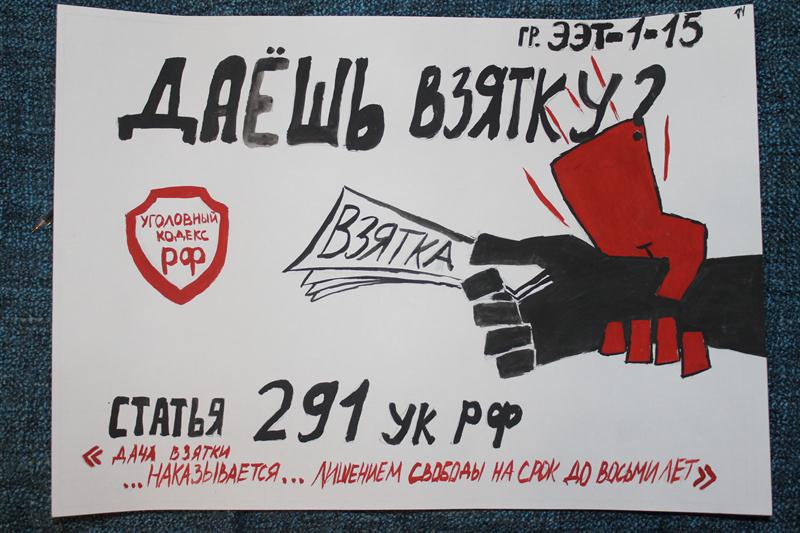 ГР. ЭЭТ-1-15
ДАЁШЬ ВЗЯТКУ?
УГОЛОВНЫЙ
КОДЕКС
РФ
ВЗЯТКА
СТАТЬЯ 291 УК РФ
« ДАЧА ВЗЯТКИ
...НАКАЗЫВАЕТСЯ... ЛИШЕНИЕМ СВОБОДЫ НА СРОК ДО ВОСЬМИ ЛЕТ»